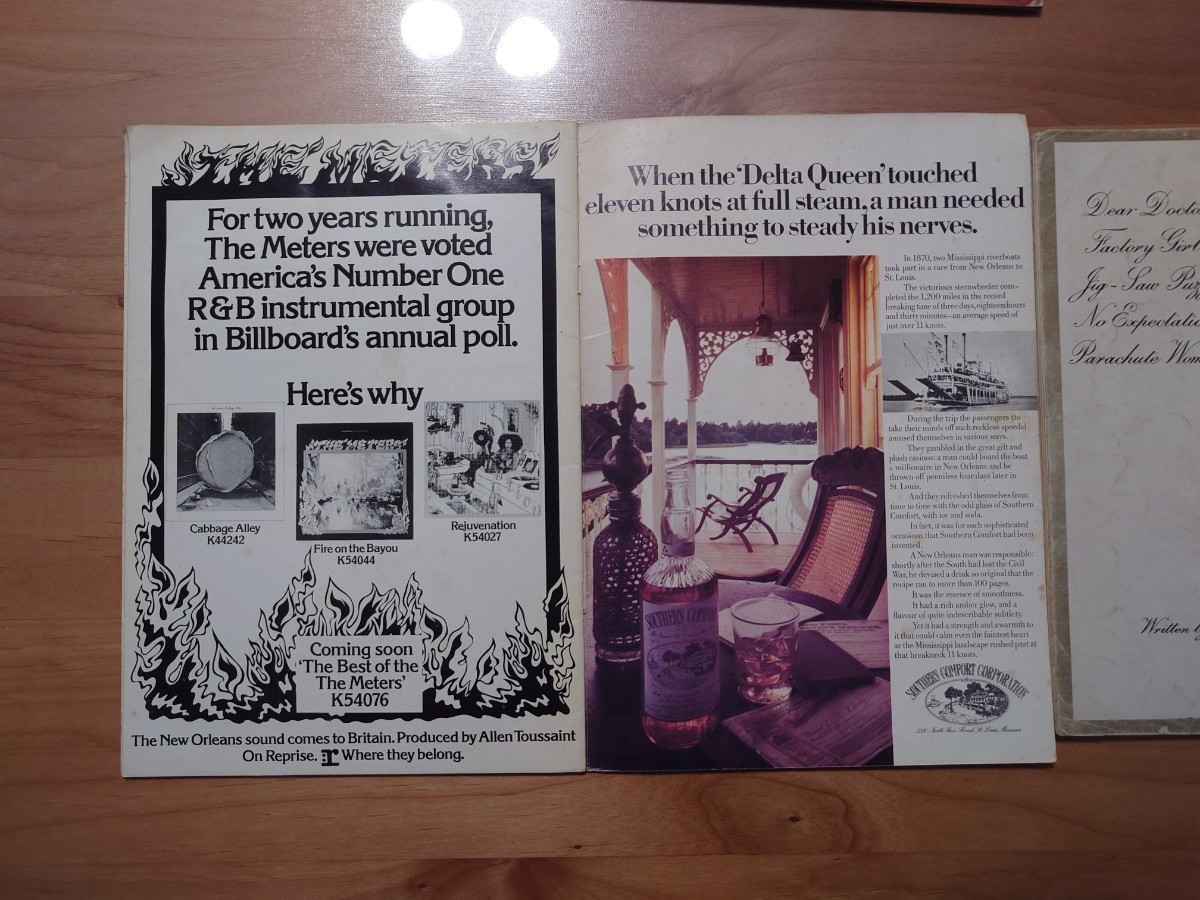 THE METERS!
For two years running,
The Meters were voted
America's Number One
R&B instrumental group
in Billboard's annual poll.
Here's why
THE METERS!
Cabbage Alley
K44242
Fire on the Bayou
K54044
Rejuvenation
K54027
Coming soon
'The Best of the
The Meters'
K54076
The New Orleans sound comes to Britain. Produced by Allen Toussaint
On Reprise. r Where they belong.
When the 'Delta Queen' touched
eleven knots at full steam, a man needed
something to steady his nerves.
In 1870, two Mississippi riverboats
took part in a race from New Orleans to
St. Louis.
The victorious sternwheeler com-
pleted the 1,200 miles in the record
breaking time of three days, eighteen hours
and thirty minutes—an average speed of
just over 11 knots.
During the trip the passengers (to
take their minds off such reckless speeds)
amused themselves in various ways.
They gambled in the great gilt and
plush casinos: a man could board the boat
a millionaire in New Orleans and be
thrown off penniless four days later in
St. Louis.
And they refreshed themselves from
time to time with the odd glass of Southern
Comfort, with ice and soda.
In fact, it was for such sophisticated
occasions that Southern Comfort had been
invented.
A New Orleans man was responsible:
shortly after the South had lost the Civil
War, he devised a drink so original that the
recipe ran to more than 100 pages.
It was the essence of smoothness.
It had a rich amber glow, and a
flavour of quite indescribable subtlety.
Yet it had a strength and a warmth to
it that could calm even the faintest heart
as the Mississippi landscape rushed past at
that breakneck 11 knots.
SOUTHERN COMFORT
SOUTHERN COMFORT CORPORATION
St. Louis, Missouri
Dear Docto
Factory Girl
Jig-Saw Puz
No Expectatio
Parachute Wom
Written b